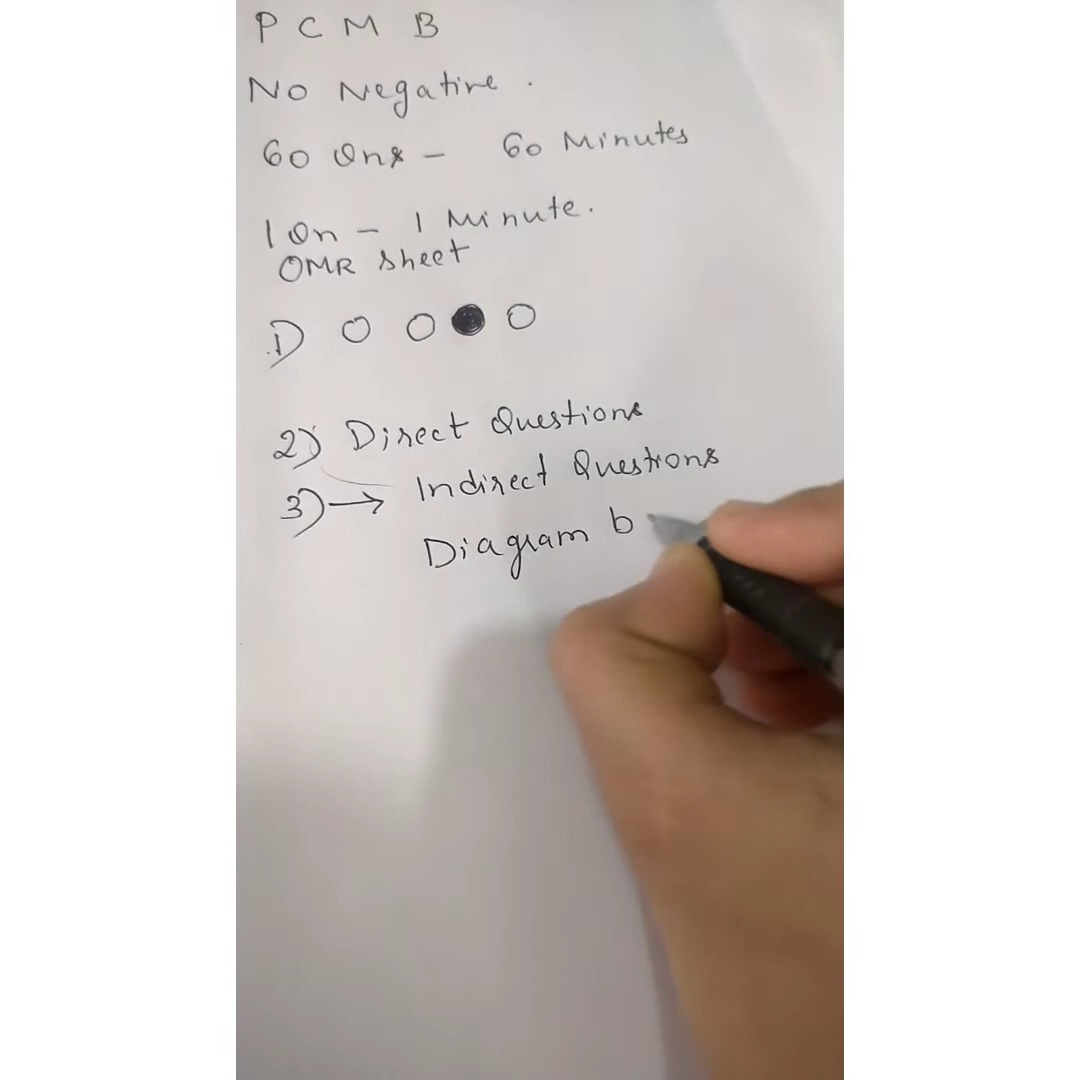 P C M B
No Negative.
60 Qns - 60 Minutes
1 Qn - 1 Minute.
OMR Sheet
1) O O ● O
2) Direct Questions
3) → Indirect Questions
Diagram b